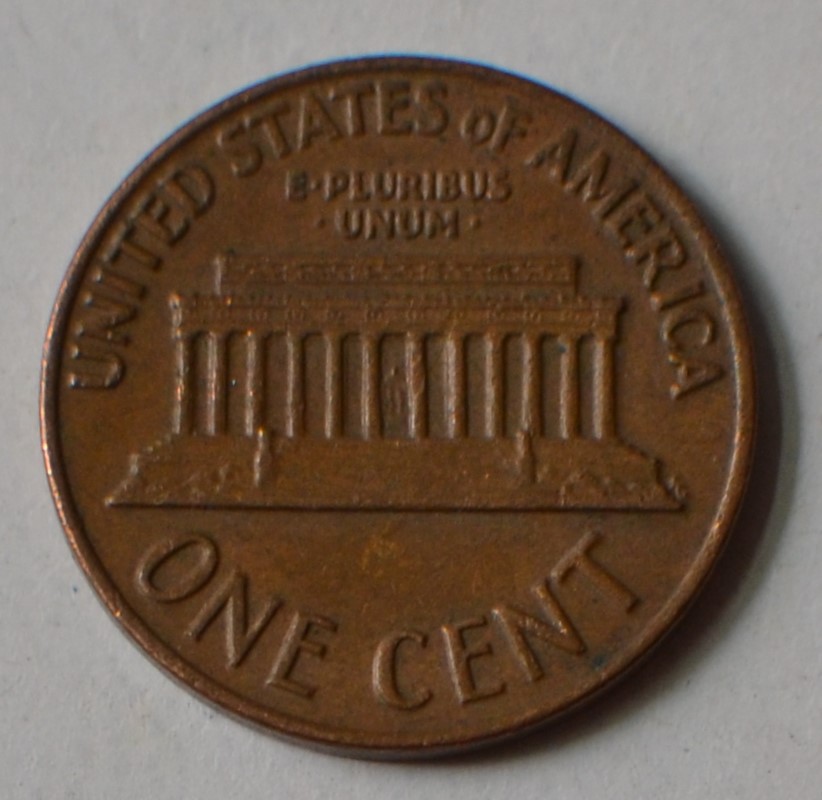 UNITED STATES oF AMERICA
E·PLURIBUS
·UNUM·
ONE CENT